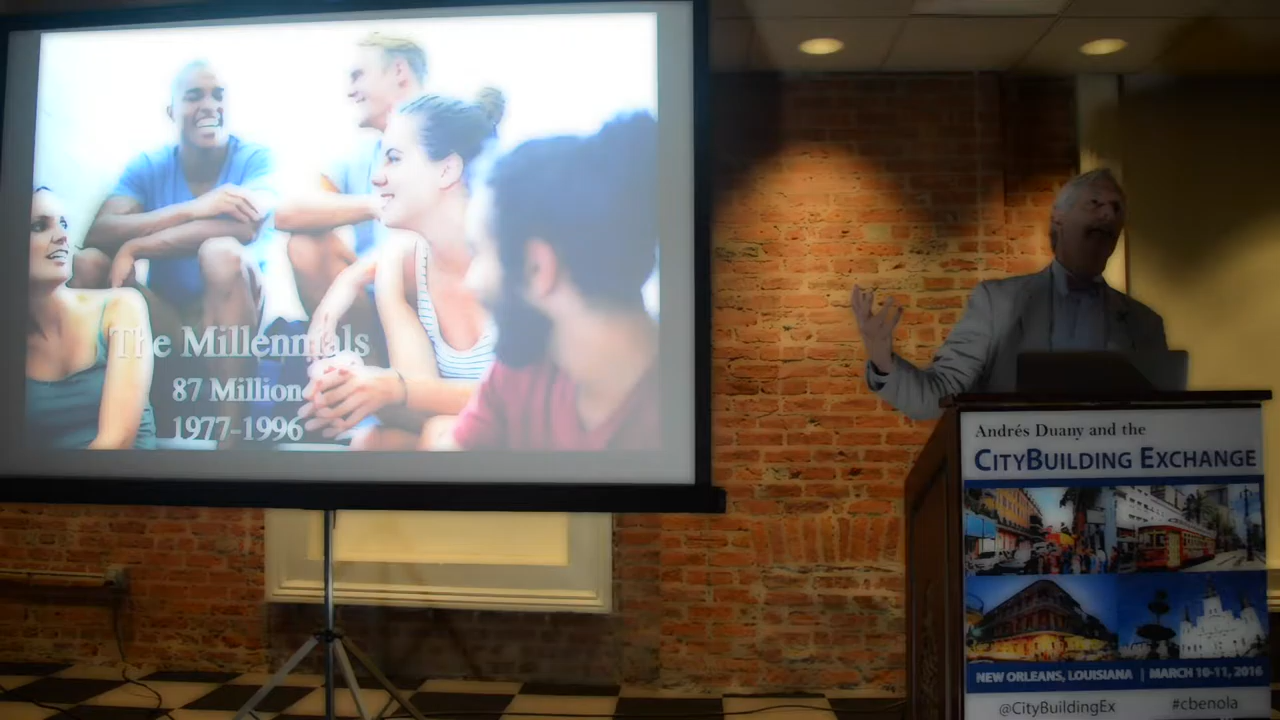 The Millennials
87 Million
1977-1996
Andrés Duany and the
CITYBUILDING EXCHANGE
NEW ORLEANS, LOUISIANA | MARCH 10-11, 2016
@CityBuildingEx #cbenola